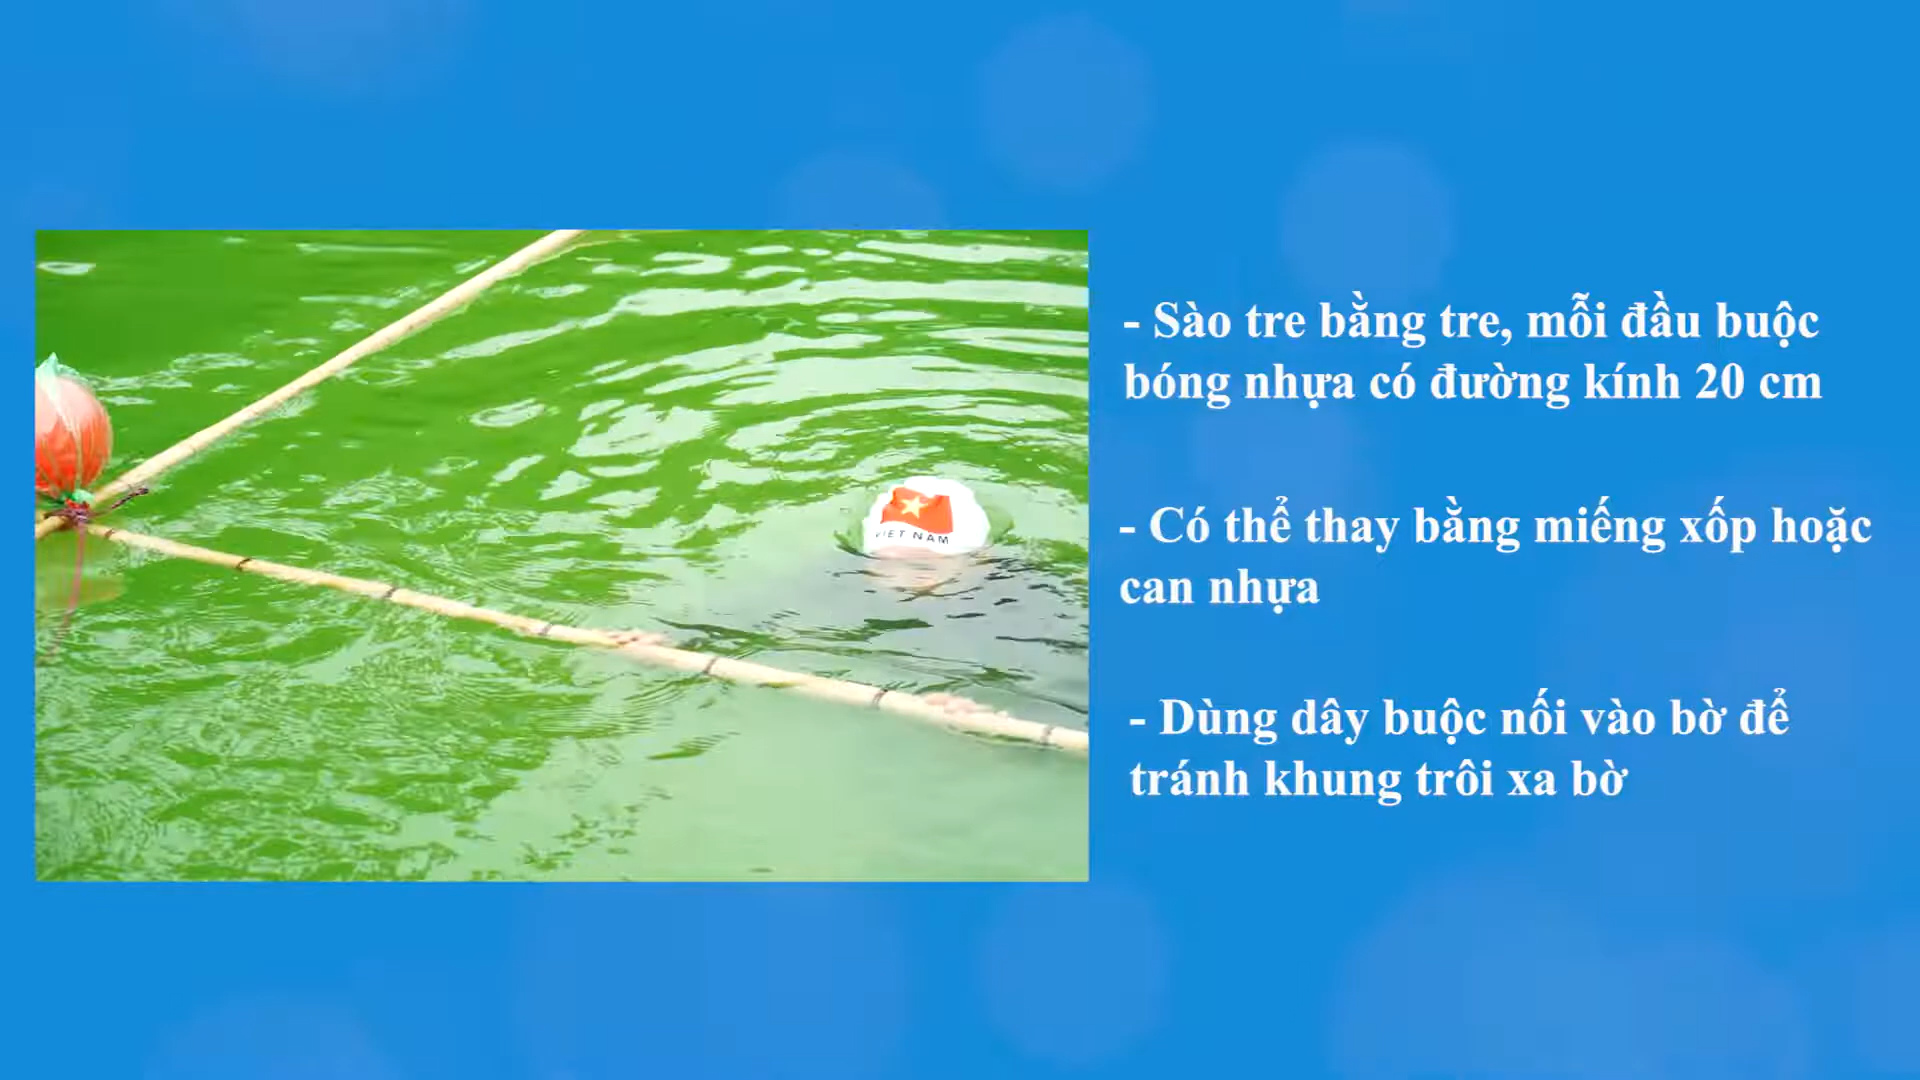 - Sào tre bằng tre, mỗi đầu buộc
bóng nhựa có đường kính 20 cm
- Có thể thay bằng miếng xốp hoặc
can nhựa
- Dùng dây buộc nối vào bờ để
tránh khung trôi xa bờ
VIET NAM